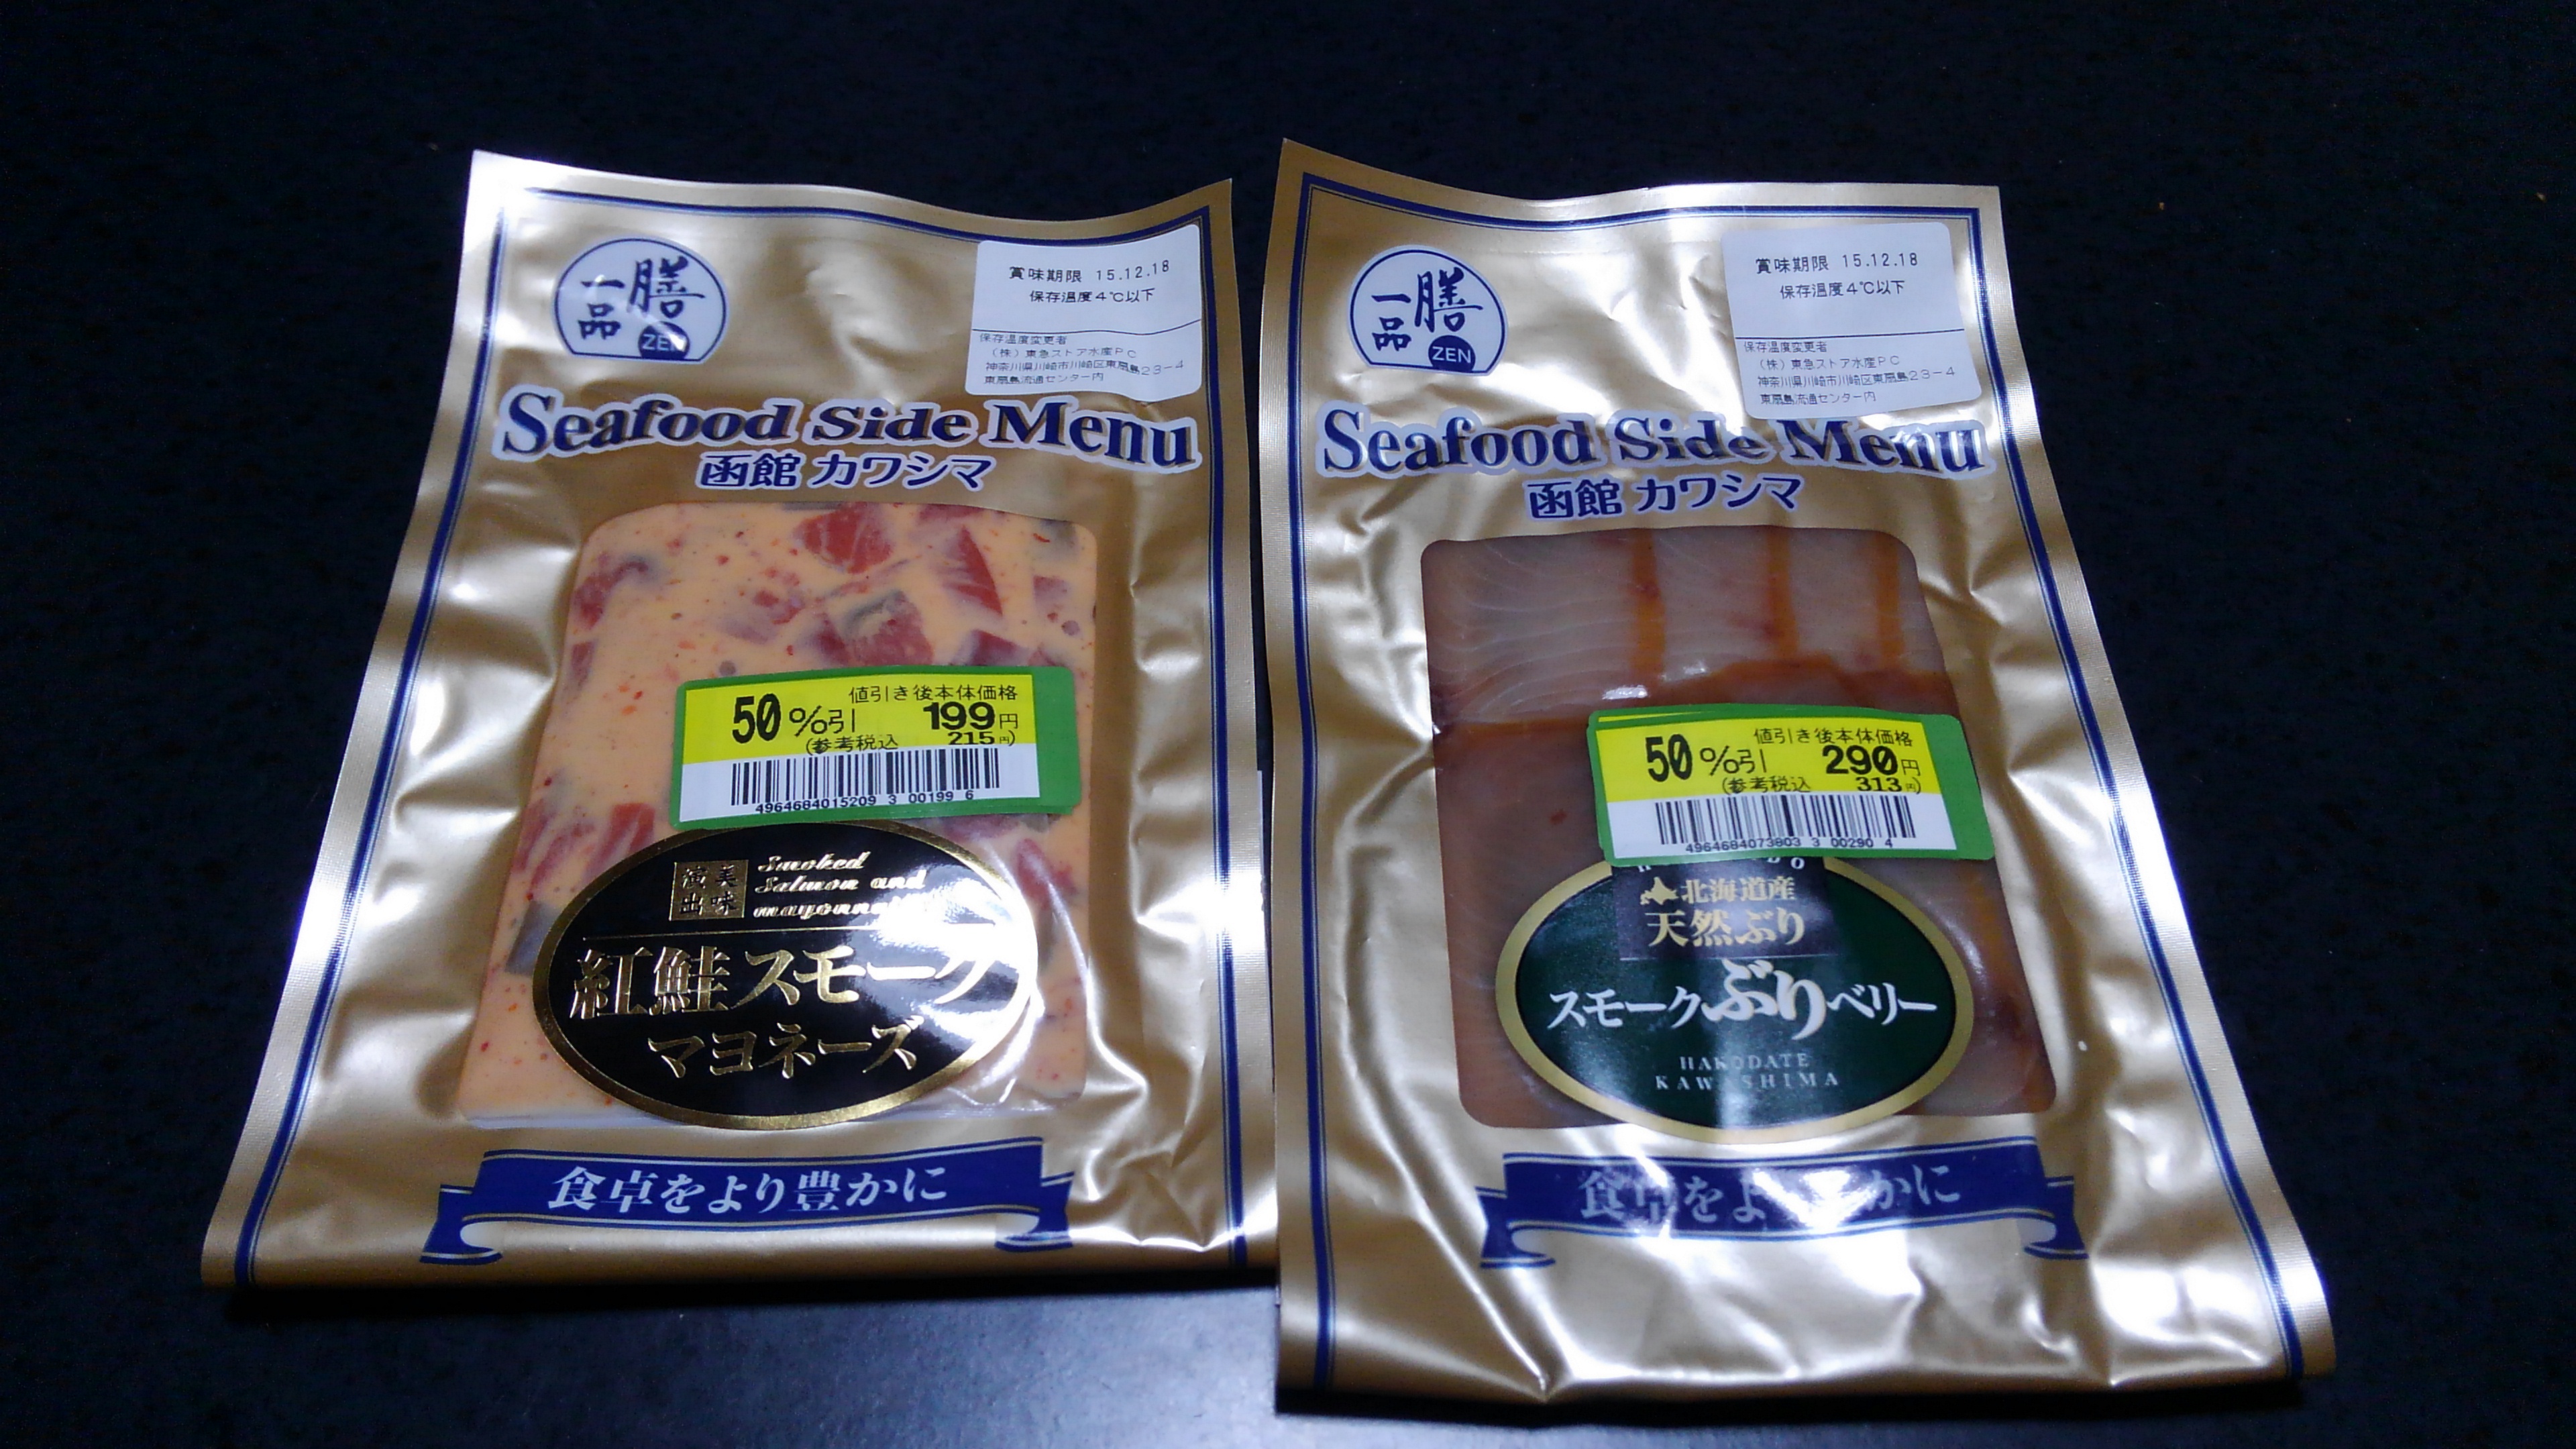 膳
一品
ZEN
賞味期限 15.12.18
保存温度4℃以下
保存温度変更者
(株)東急ストア水産PC
神奈川県川崎市川崎区東扇島23-4
東扇島流通センター内
Seafood Side Menu
函館 カワシマ
50%引
値引き後本体価格
199円
(参考税込 215円)
4964684015209 3 00199 6
演出
美味
Smoked
Salmon and
紅鮭スモーク
マヨネーズ
食卓をより豊かに
膳
一品
ZEN
賞味期限 15.12.18
保存温度4℃以下
保存温度変更者
(株)東急ストア水産PC
神奈川県川崎市川崎区東扇島23-4
東扇島流通センター内
Seafood Side Menu
函館 カワシマ
50%引
値引き後本体価格
290円
(参考税込 313円)
4964684073803 3 00290 4
北海道産
天然ぶり
スモークぶりベリー
HAKODATE
KAWASHIMA
食卓をより豊かに